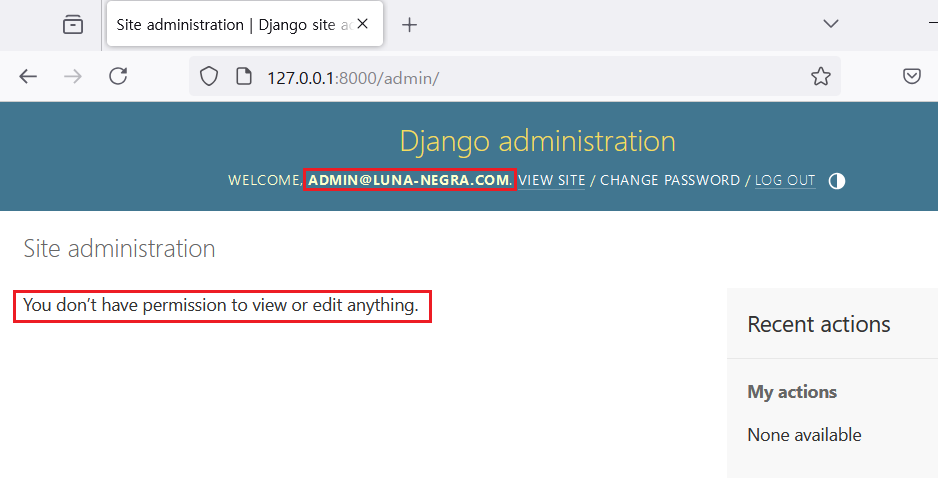 Site administration | Django site ac
127.0.0.1:8000/admin/
Django administration
WELCOME, ADMIN@LUNA-NEGRA.COM. VIEW SITE / CHANGE PASSWORD / LOG OUT
Site administration
You don’t have permission to view or edit anything.
Recent actions
My actions
None available